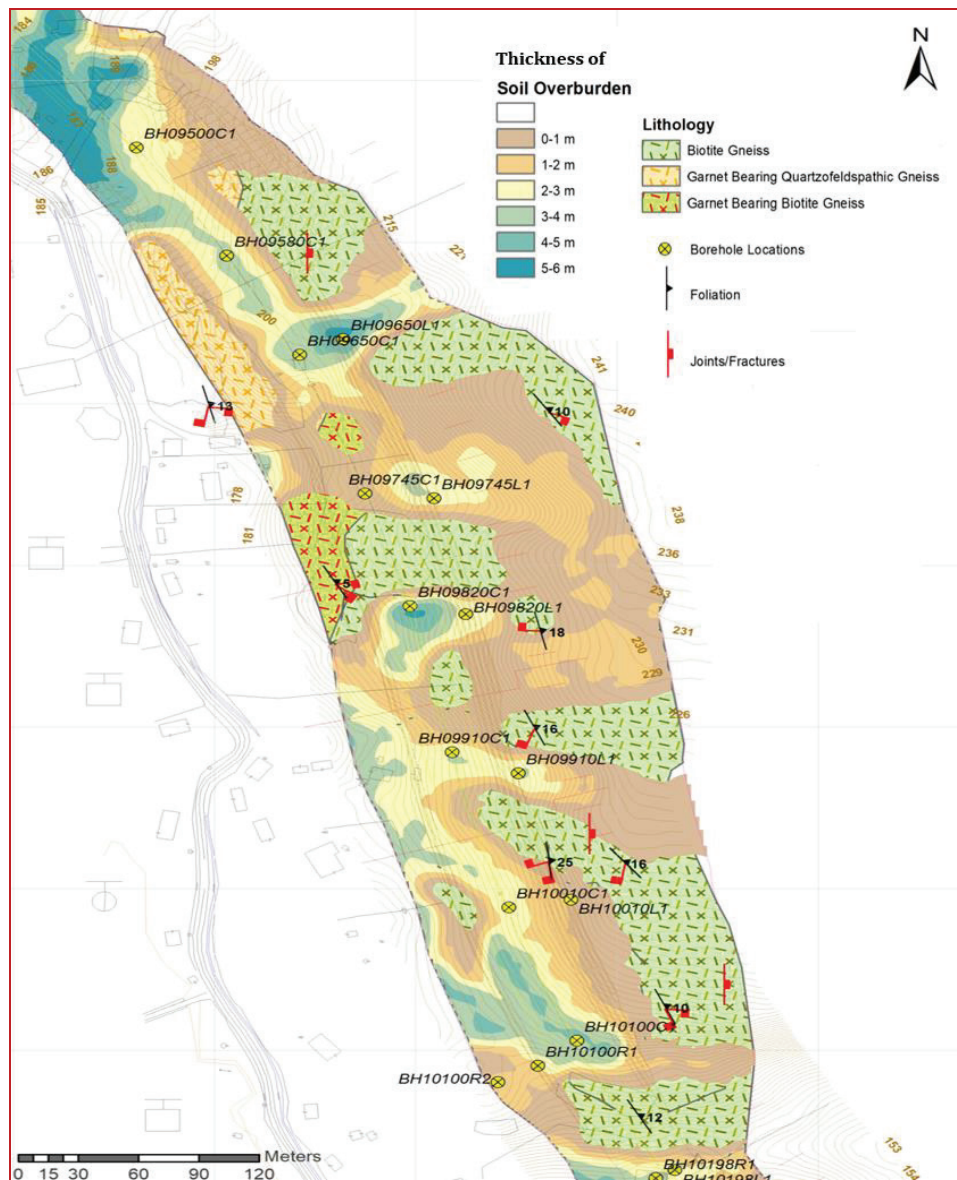 184
186
198
N
Thickness of
Soil Overburden
0-1 m
1-2 m
2-3 m
3-4 m
4-5 m
5-6 m
Lithology
Biotite Gneiss
Garnet Bearing Quartzofeldspathic Gneiss
Garnet Bearing Biotite Gneiss
Borehole Locations
Foliation
Joints/Fractures
BH09500C1
188
186
185
215
BH09580C1
200
BH09650L1
BH09650C1
241
13
10
240
BH09745C1
BH09745L1
178
181
238
236
233
5
BH09820C1
BH09820L1
18
231
230
229
226
16
BH09910C1
BH09910L1
25
16
BH10010C1
BH10010L1
10
BH10100R1
BH10100R2
12
153
154
Meters
0 15 30 60 90 120
BH10198R1
BH10198L1